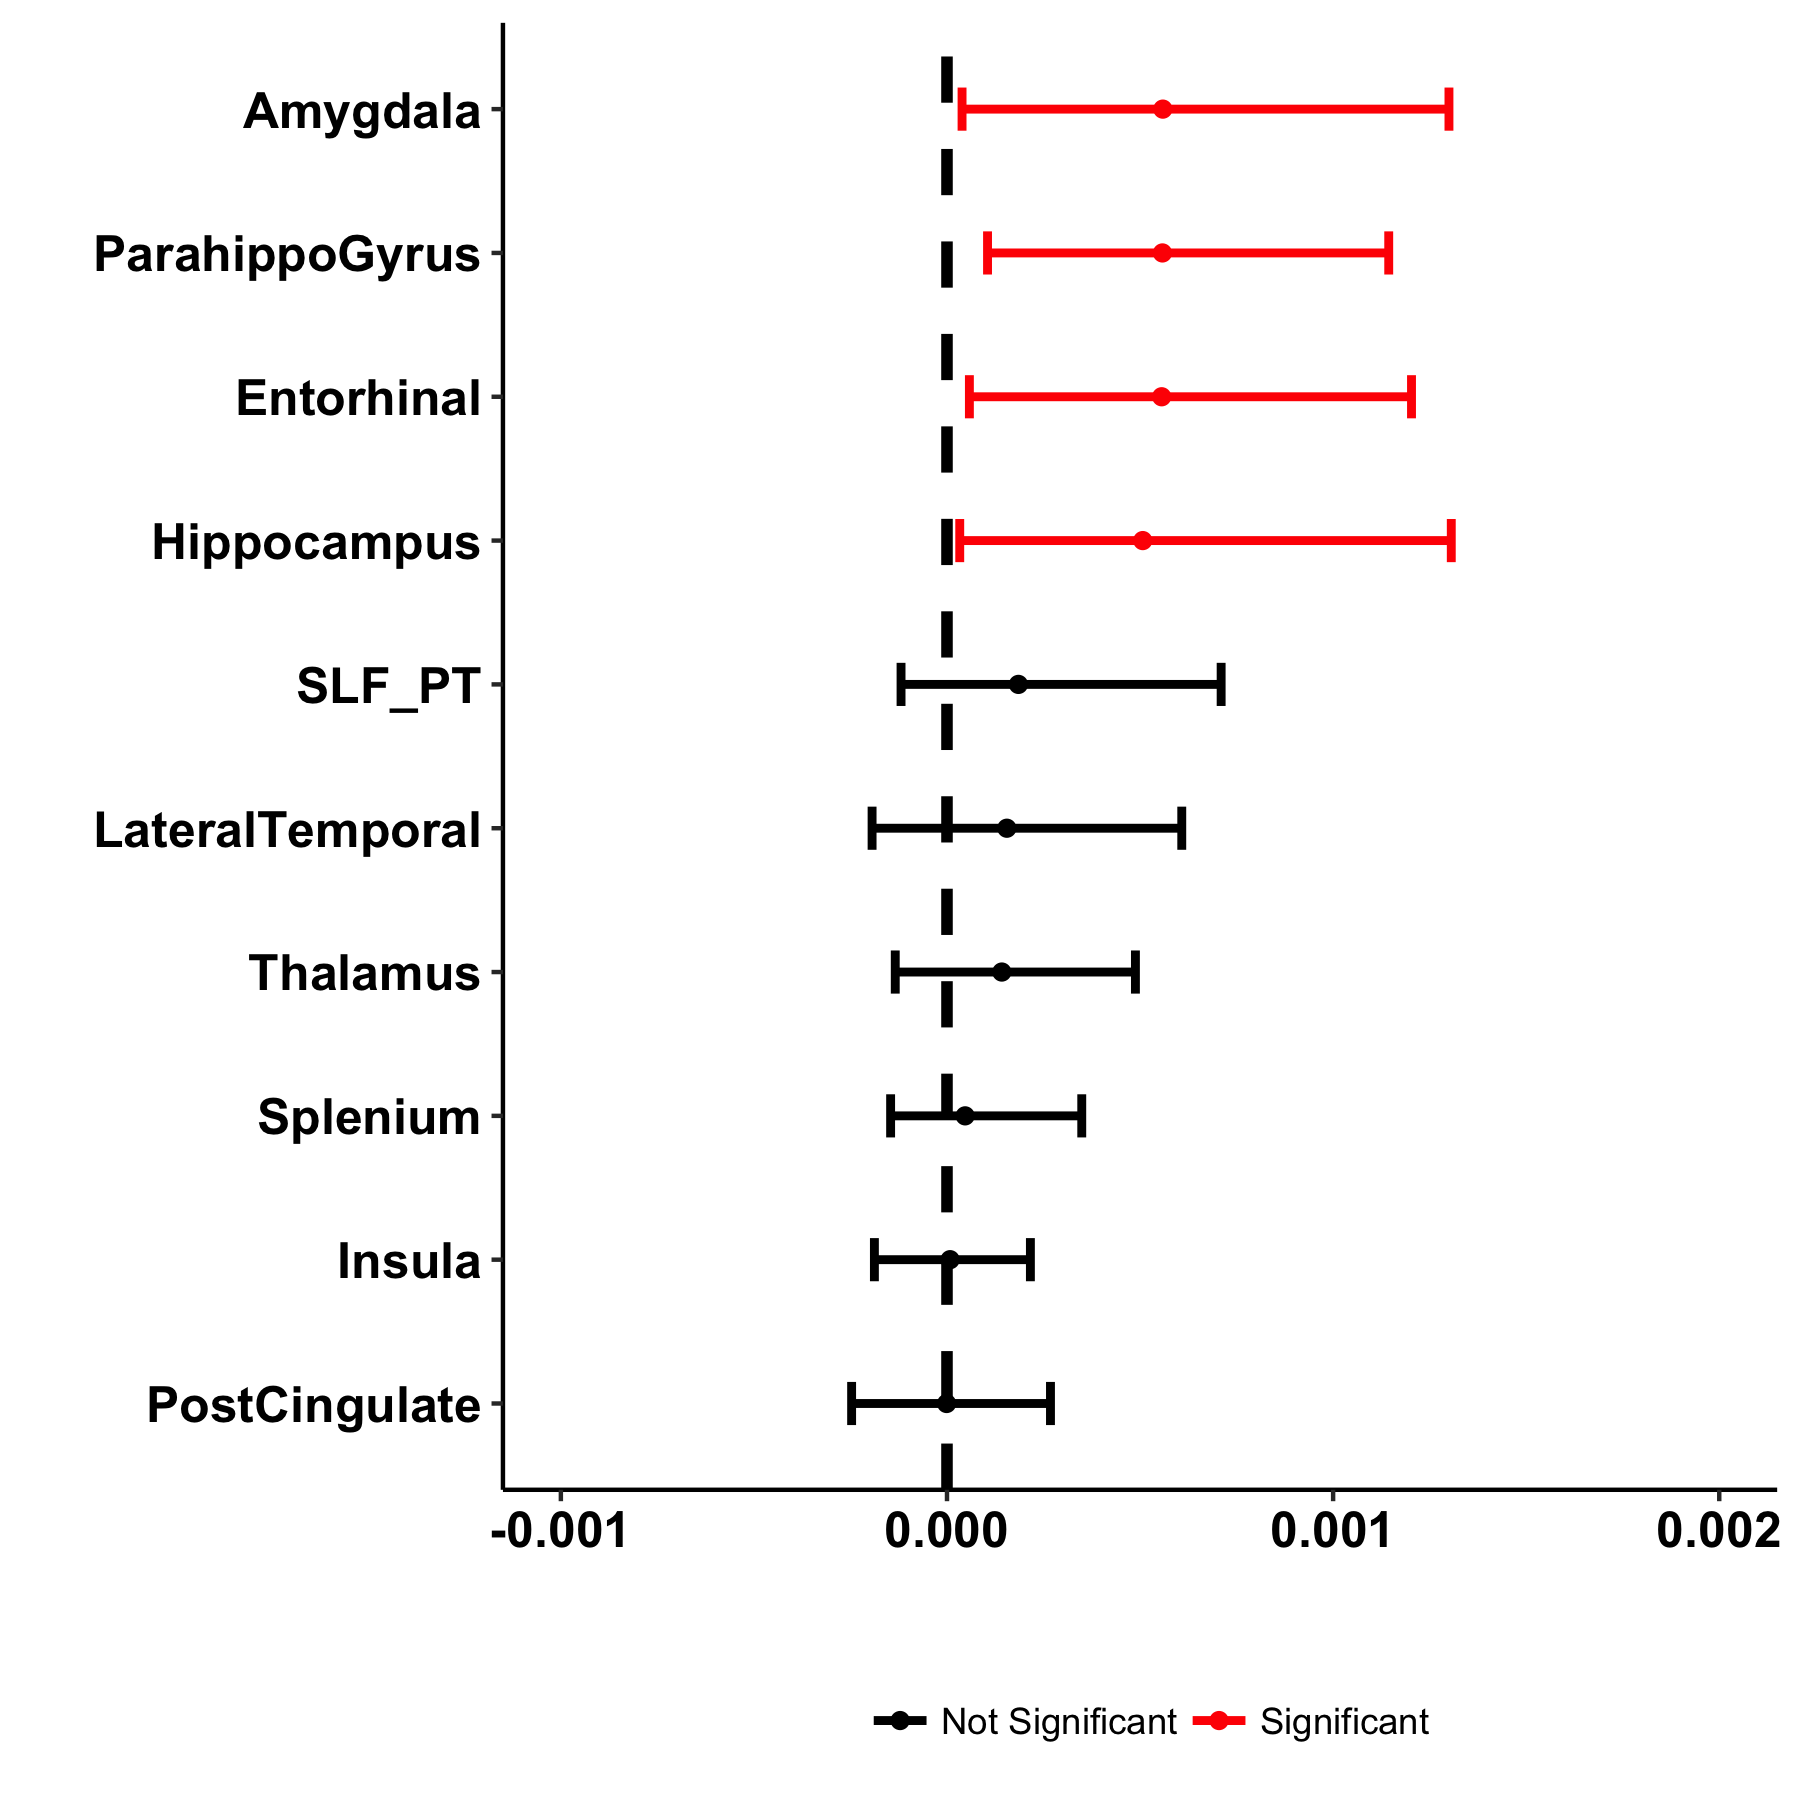 Amygdala
ParahippoGyrus
Entorhinal
Hippocampus
SLF_PT
LateralTemporal
Thalamus
Splenium
Insula
PostCingulate
-0.001 0.000 0.001 0.002
Not Significant Significant